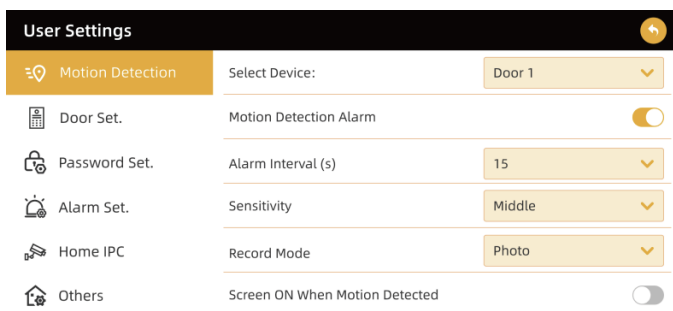 User Settings
Motion Detection
Select Device:
Door 1
Door Set.
Motion Detection Alarm
Password Set.
Alarm Interval (s)
15
Alarm Set.
Sensitivity
Middle
Home IPC
Record Mode
Photo
Others
Screen ON When Motion Detected